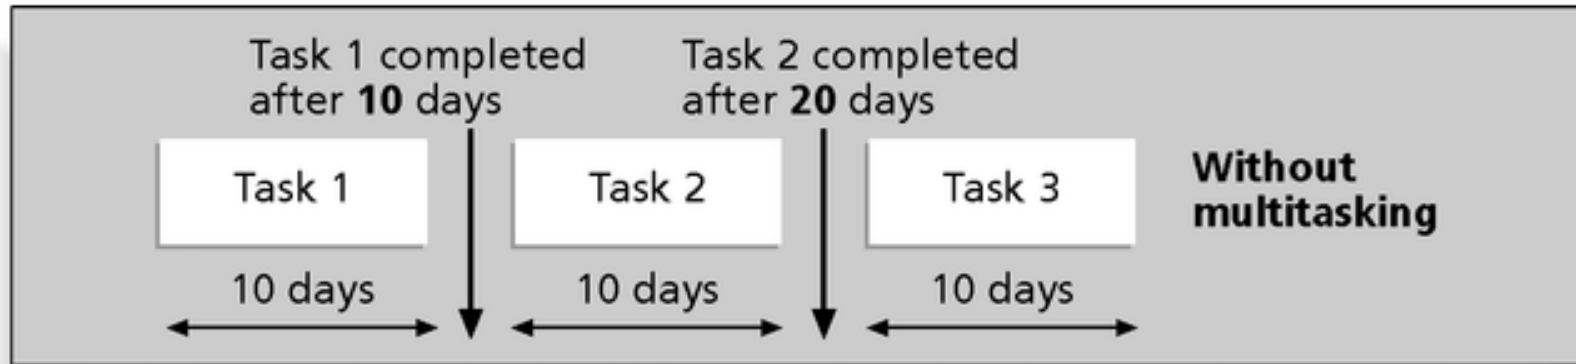 Task 1 completed
after 10 days
Task 2 completed
after 20 days
Task 1
Task 2
Task 3
Without
multitasking
10 days
10 days
10 days